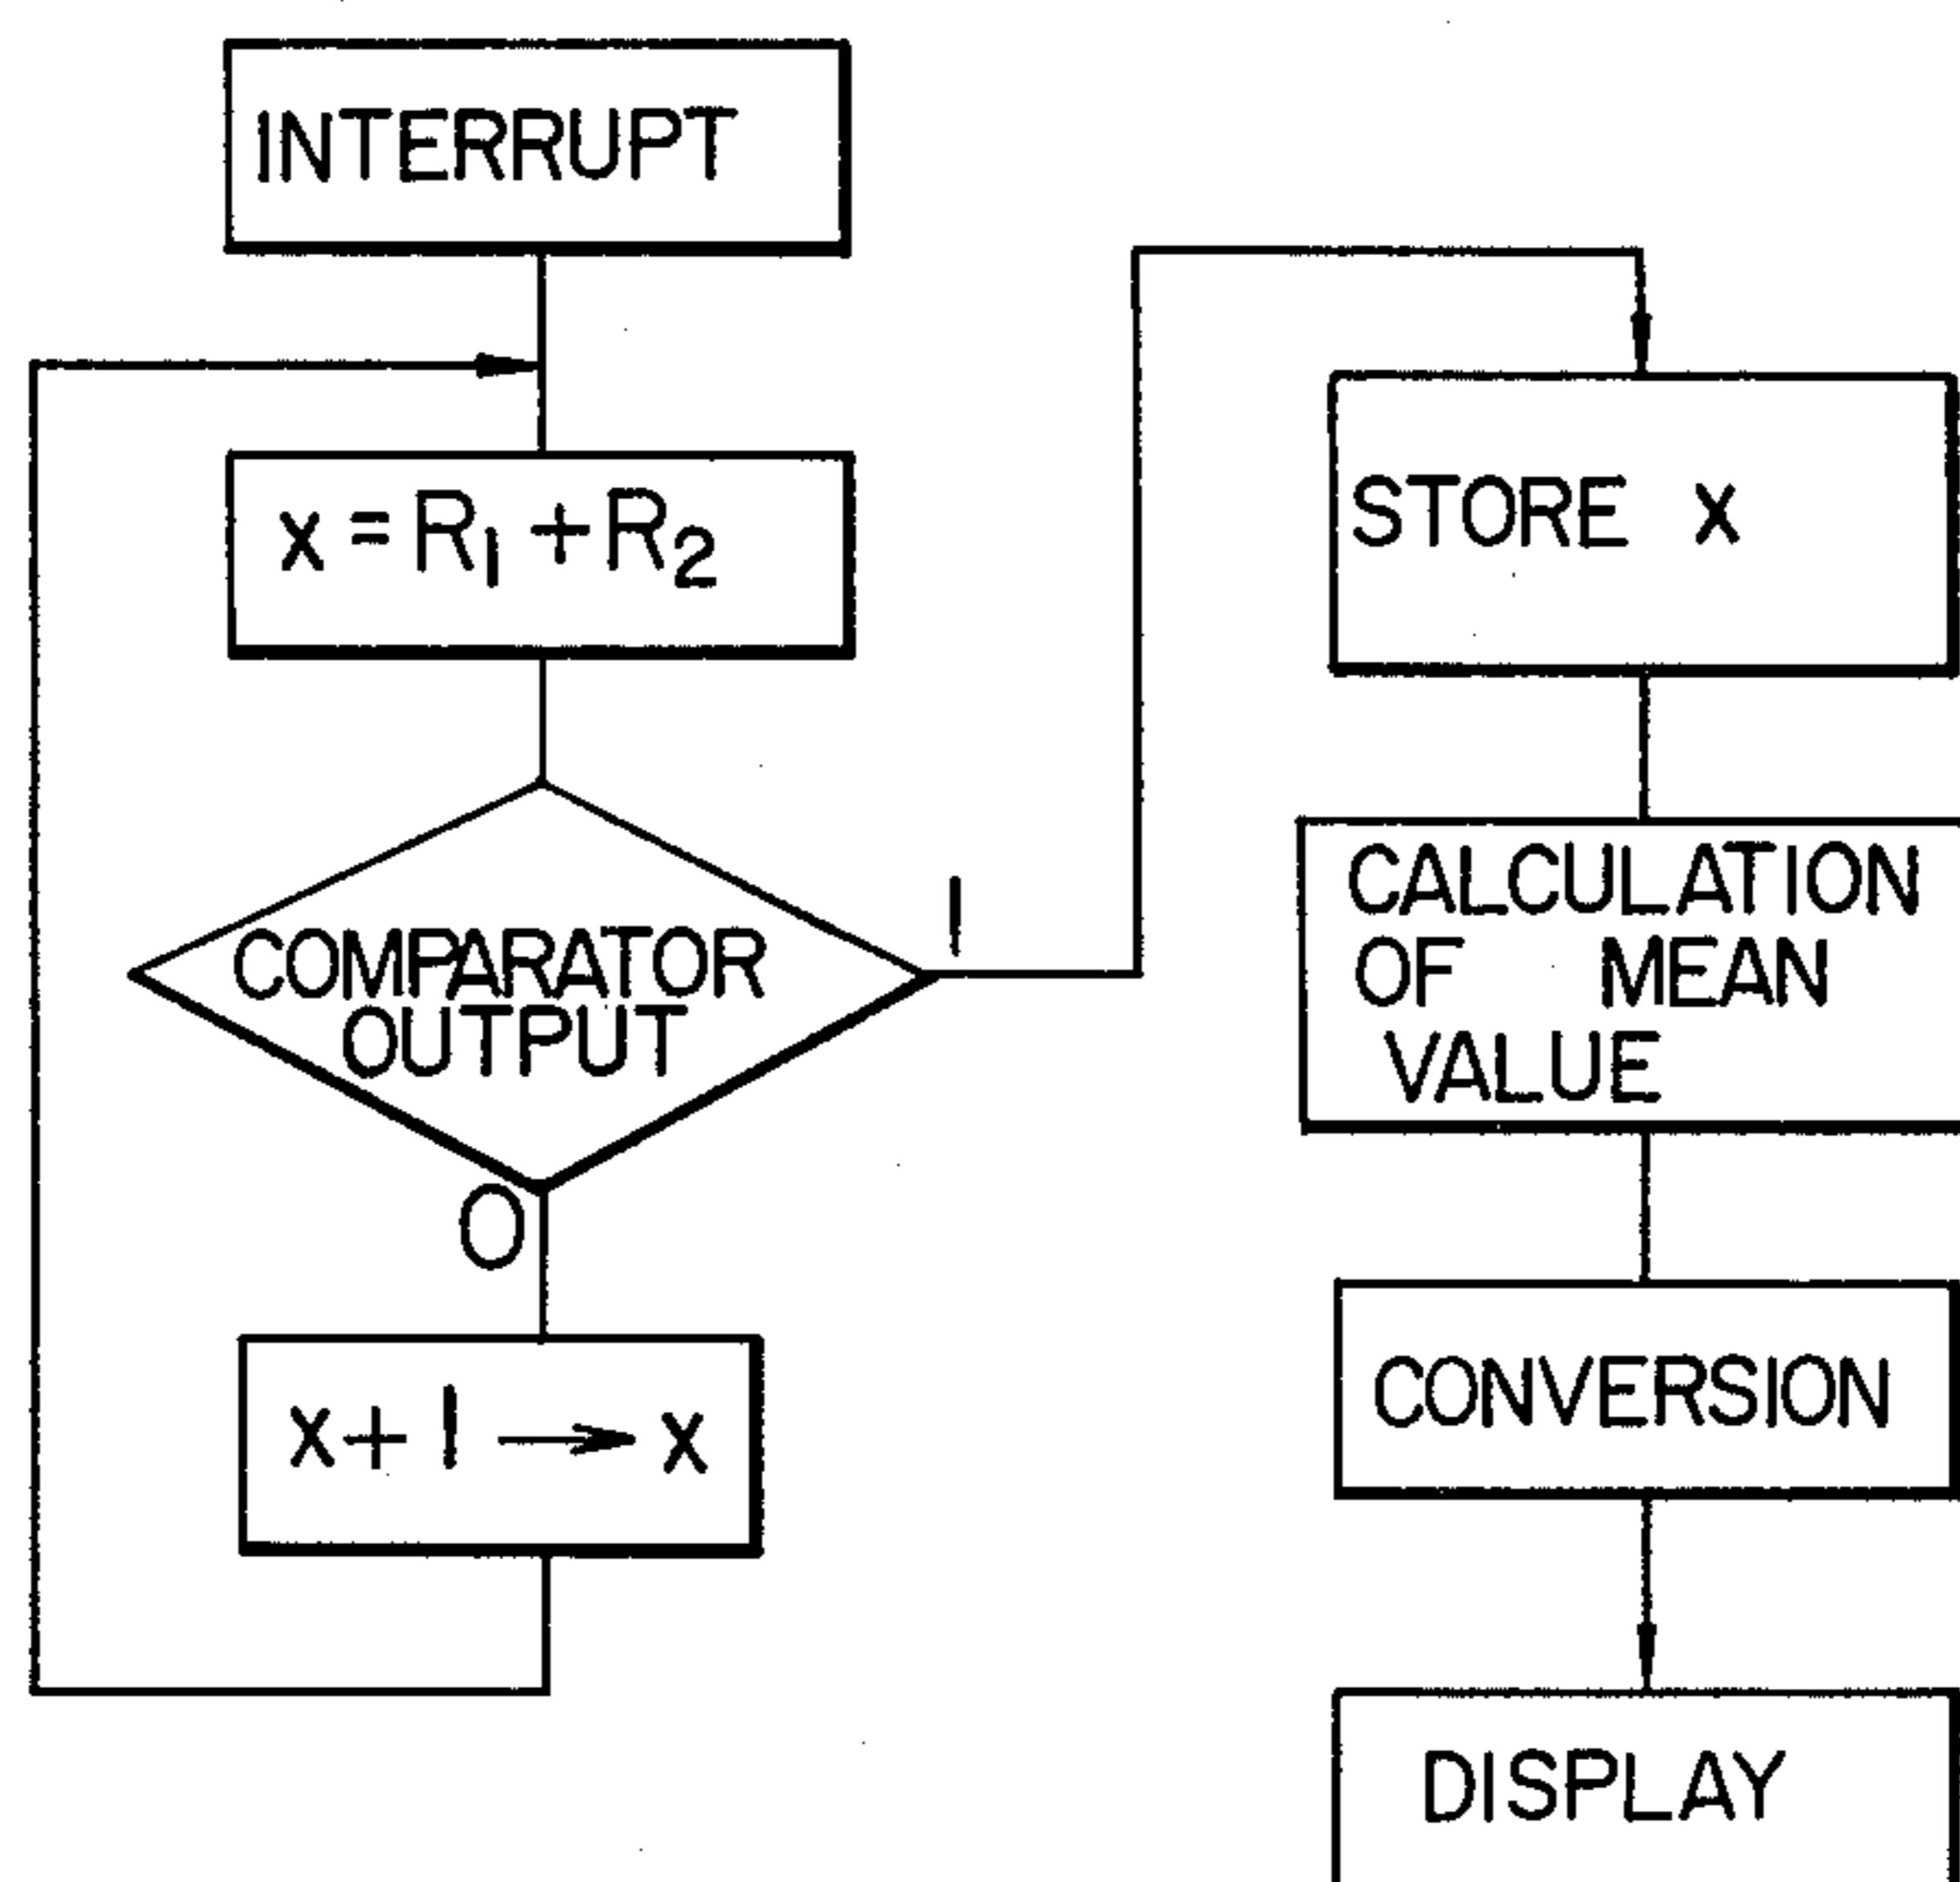 INTERRUPT
x = R₁ + R₂
COMPARATOR
OUTPUT
1
0
x + 1 → x
STORE x
CALCULATION
OF MEAN
VALUE
CONVERSION
DISPLAY